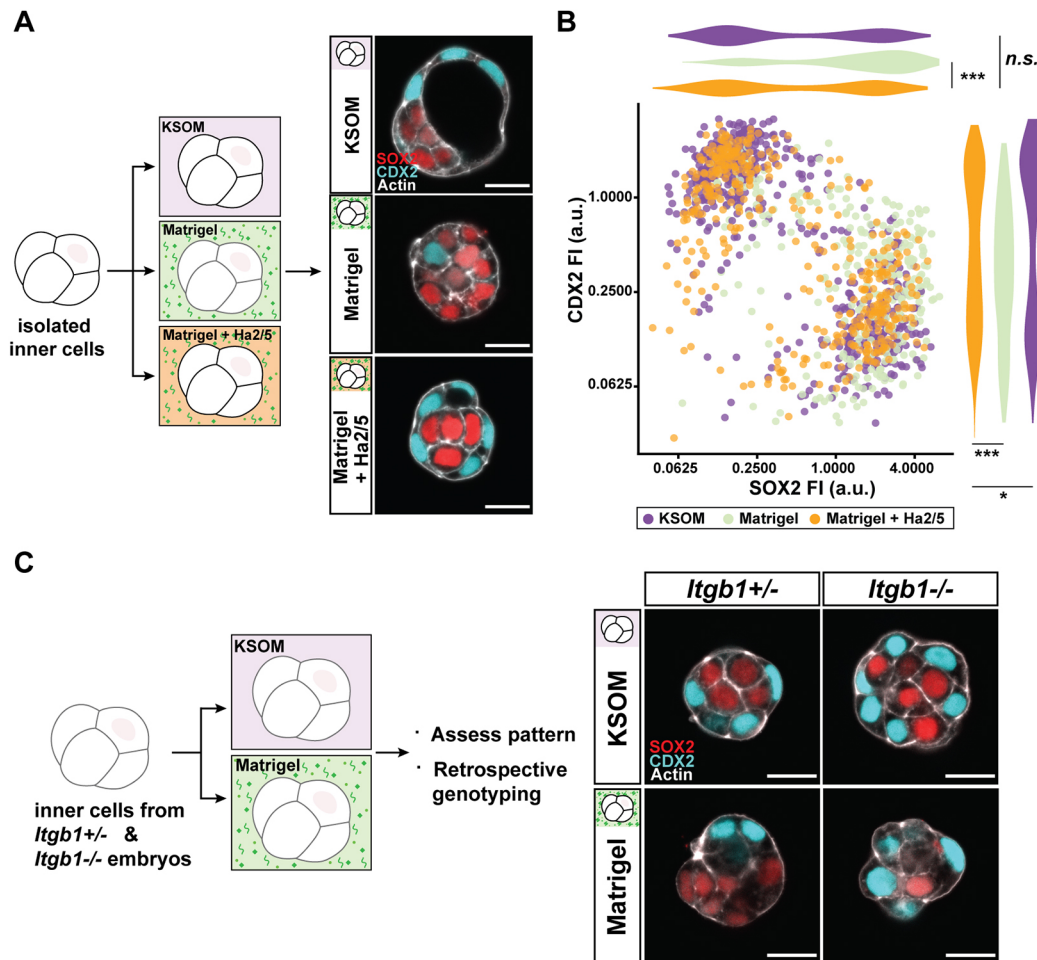 A
isolated
inner cells
KSOM
Matrigel
Matrigel + Ha2/5
KSOM
SOX2
CDX2
Actin
Matrigel
Matrigel
+ Ha2/5
B
n.s.
***
CDX2 FI (a.u.)
1.0000
0.2500
0.0625
0.0625
0.2500
1.0000
4.0000
SOX2 FI (a.u.)
***
*
KSOM
Matrigel
Matrigel + Ha2/5
C
inner cells from
Itgb1+/- &
Itgb1-/- embryos
KSOM
Matrigel
· Assess pattern
· Retrospective
genotyping
Itgb1+/-
Itgb1-/-
KSOM
SOX2
CDX2
Actin
Matrigel